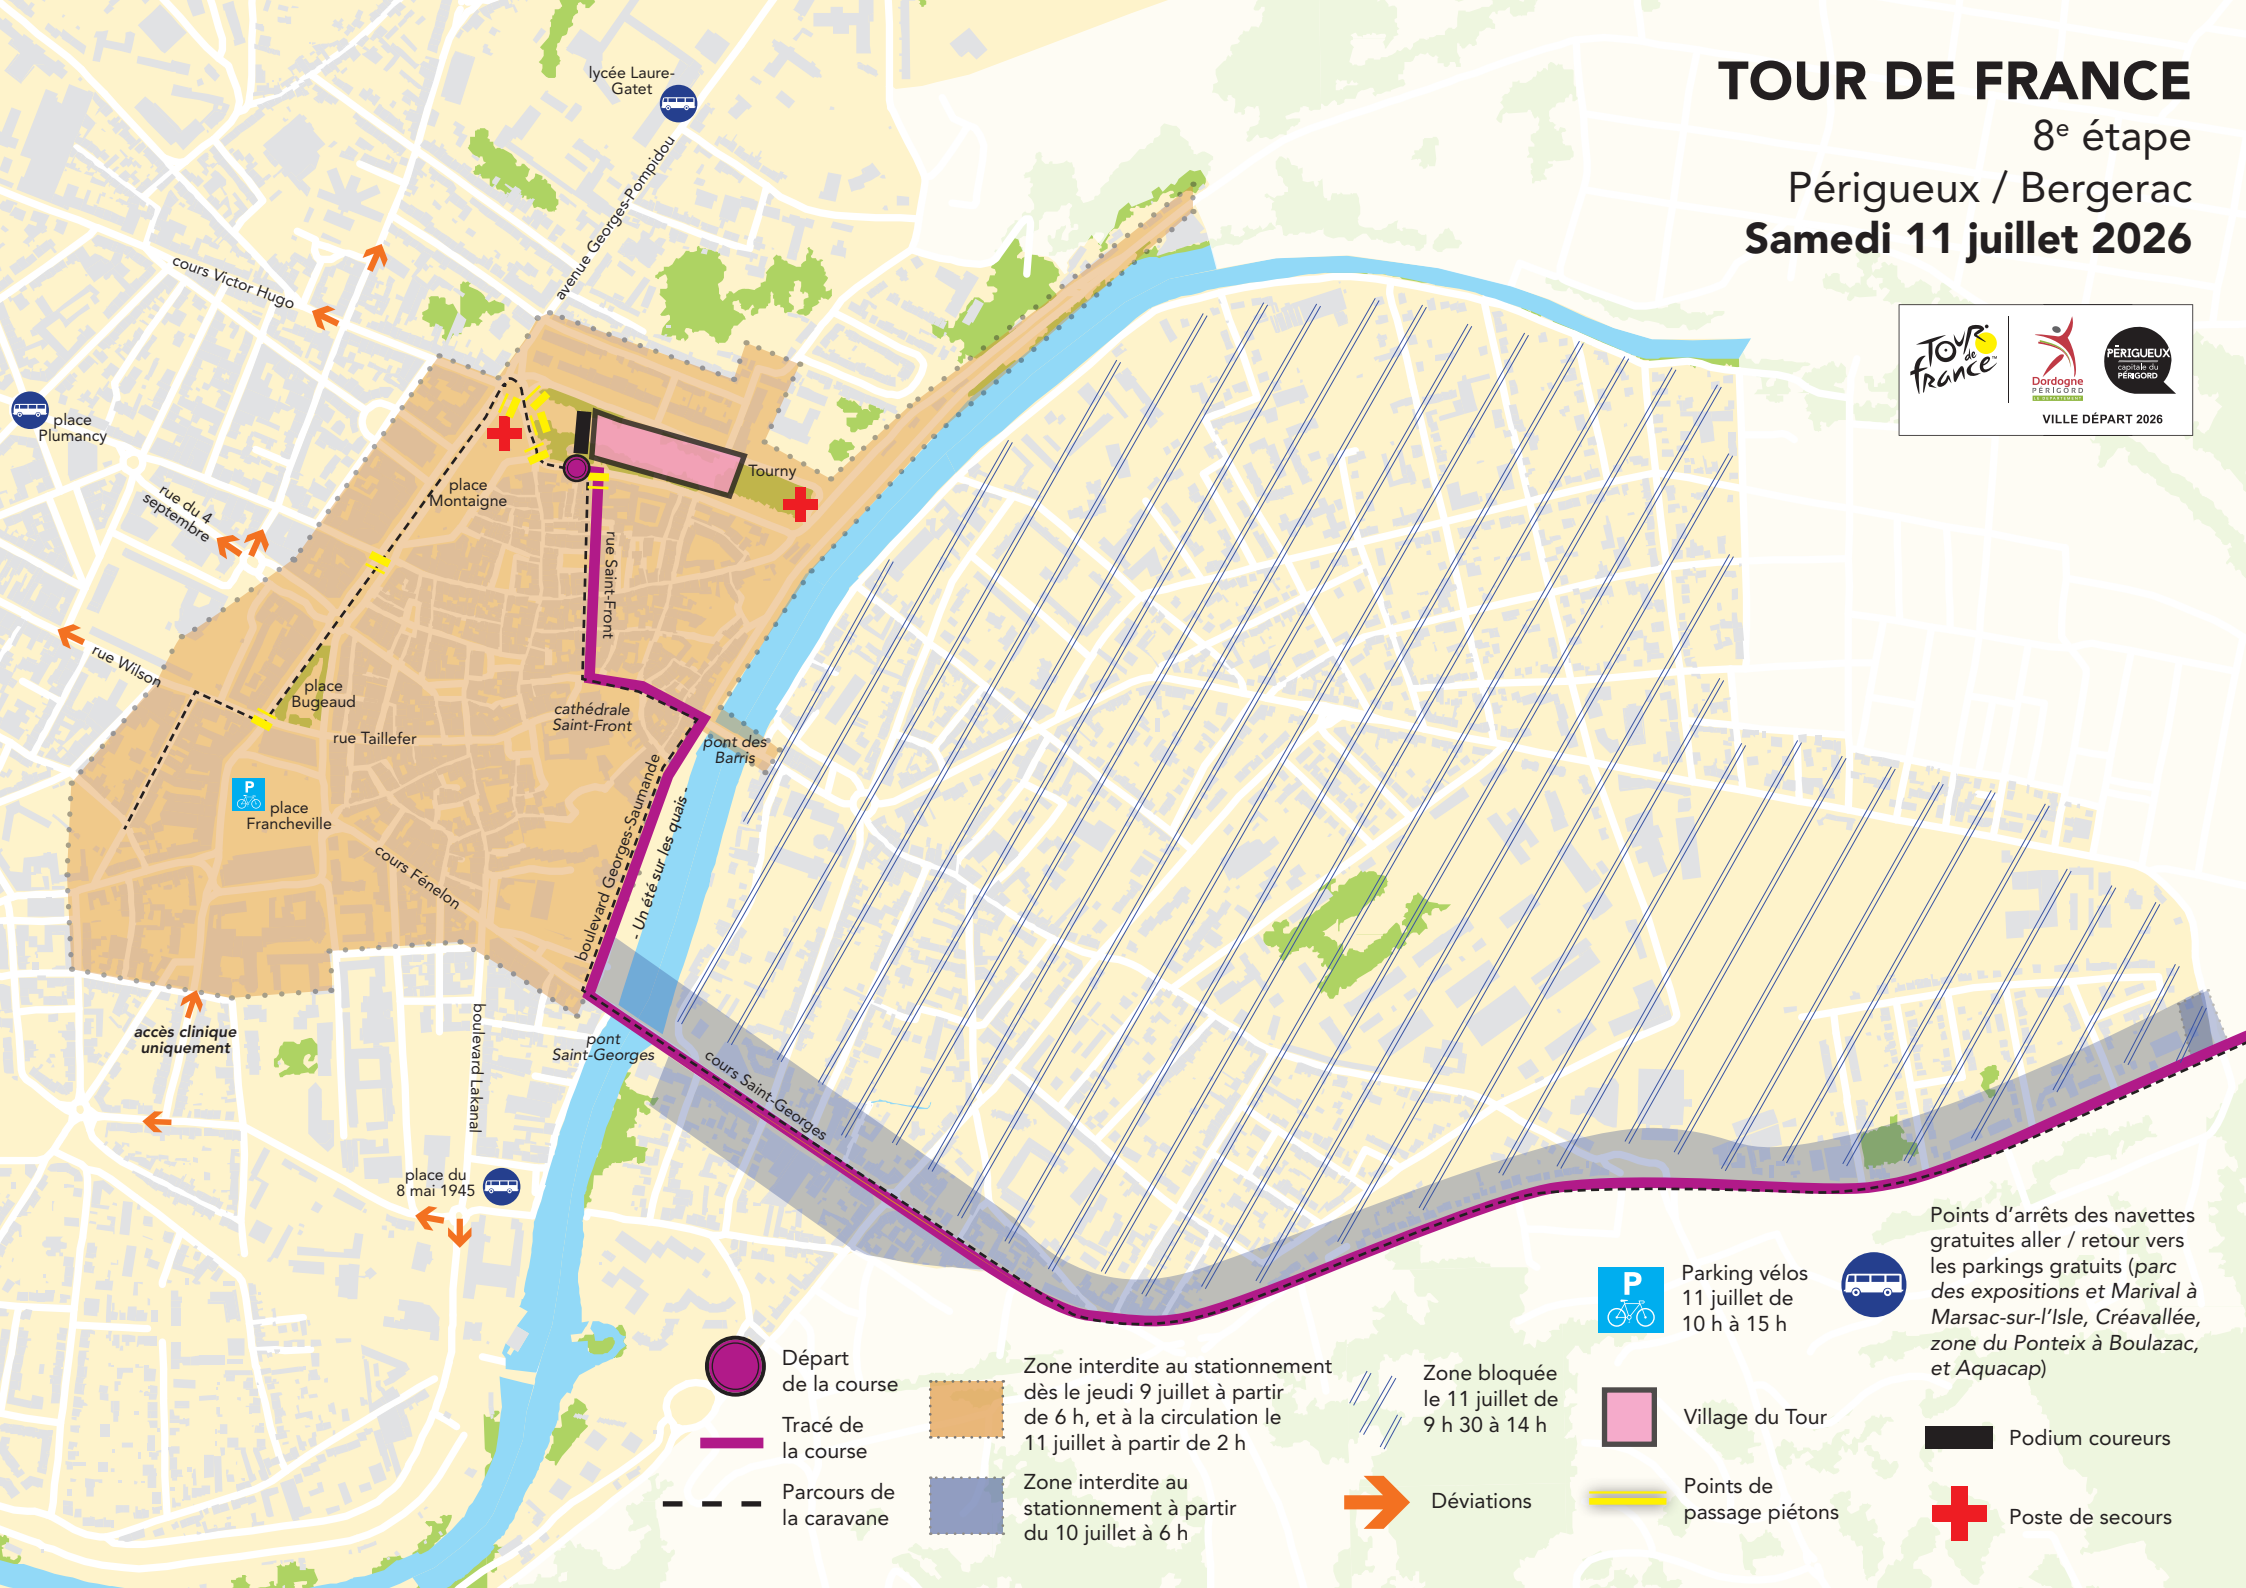 TOUR DE FRANCE
8e étape
Périgueux / Bergerac
Samedi 11 juillet 2026
TOUR
de
france
Dordogne
PÉRIGORD
LE DÉPARTEMENT
PÉRIGUEUX
capitale du
PÉRIGORD
VILLE DÉPART 2026
lycée Laure-
Gatet
avenue Georges-Pompidou
cours Victor Hugo
place
Plumancy
rue du 4
septembre
place
Montaigne
Tourny
rue Saint-Front
rue Wilson
place
Bugeaud
rue Taillefer
cathédrale
Saint-Front
pont des
Barris
place
Francheville
P
cours Fénelon
boulevard Georges-Saumande
- Un été sur les quais -
accès clinique
uniquement
boulevard Lakanal
pont
Saint-Georges
cours Saint-Georges
place du
8 mai 1945
Départ
de la course
Tracé de
la course
Parcours de
la caravane
Zone interdite au stationnement
dès le jeudi 9 juillet à partir
de 6 h, et à la circulation le
11 juillet à partir de 2 h
Zone interdite au
stationnement à partir
du 10 juillet à 6 h
Zone bloquée
le 11 juillet de
9 h 30 à 14 h
Déviations
P
Parking vélos
11 juillet de
10 h à 15 h
Village du Tour
Points de
passage piétons
Points d'arrêts des navettes
gratuites aller / retour vers
les parkings gratuits (parc
des expositions et Marival à
Marsac-sur-l'Isle, Créavallée,
zone du Ponteix à Boulazac,
et Aquacap)
Podium coureurs
Poste de secours